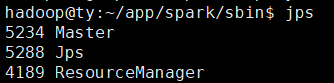 hadoop@ty:~/app/spark/sbin$ jps
5234 Master
5288 Jps
4189 ResourceManager